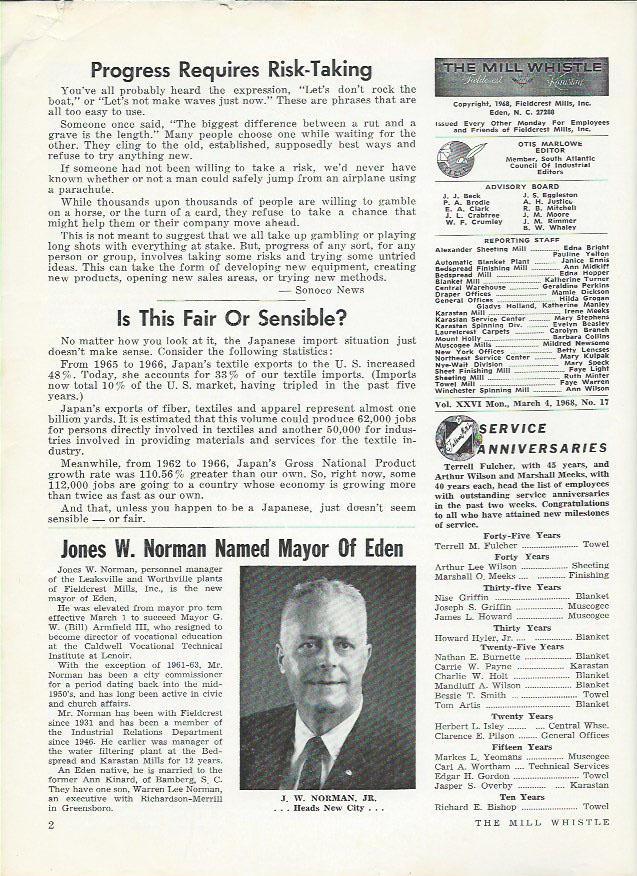 Progress Requires Risk-Taking
You've all probably heard the expression, "Let's don't rock the
boat," or "Let's not make waves just now." These are phrases that are
all too easy to use.
Someone once said, "The biggest difference between a rut and a
grave is the length." Many people choose one while waiting for the
other. They cling to the old, established, supposedly best ways and
refuse to try anything new.
If someone had not been willing to take a risk, we'd never have
known whether or not a man could safely jump from an airplane using
a parachute.
While thousands upon thousands of people are willing to gamble
on a horse, or the turn of a card, they refuse to take a chance that
might help them or their company move ahead.
This is not meant to suggest that we all take up gambling or playing
long shots with everything at stake. But, progress of any sort, for any
person or group, involves taking some risks and trying some untried
ideas. This can take the form of developing new equipment, creating
new products, opening new sales areas, or trying new methods.
— Sonoco News
Is This Fair Or Sensible?
No matter how you look at it, the Japanese import situation just
doesn't make sense. Consider the following statistics:
From 1965 to 1966, Japan's textile exports to the U. S. increased
48%. Today, she accounts for 33% of our textile imports. (Imports
now total 10% of the U. S. market, having tripled in the past five
years.)
Japan's exports of fiber, textiles and apparel represent almost one
billion yards. It is estimated that this volume could produce 62,000 jobs
for persons directly involved in textiles and another 50,000 for indus-
tries involved in providing materials and services for the textile in-
dustry.
Meanwhile, from 1962 to 1966, Japan's Gross National Product
growth rate was 110.56% greater than our own. So, right now, some
112,000 jobs are going to a country whose economy is growing more
than twice as fast as our own.
And that, unless you happen to be a Japanese, just doesn't seem
sensible — or fair.
Jones W. Norman Named Mayor Of Eden
Jones W. Norman, personnel manager
of the Leaksville and Worthville plants
of Fieldcrest Mills, Inc., is the new
mayor of Eden.
He was elevated from mayor pro tem
effective March 1 to succeed Mayor G.
W. (Bill) Armfield III, who resigned to
become director of vocational education
at the Caldwell Vocational Technical
Institute at Lenoir.
With the exception of 1961-63, Mr.
Norman has been a city commissioner
for a period dating back into the mid-
1950's, and has long been active in civic
and church affairs.
Mr. Norman has been with Fieldcrest
since 1931 and has been a member of
the Industrial Relations Department
since 1946. He earlier was manager of
the water filtering plant at the Bed-
spread and Karastan Mills for 12 years.
An Eden native, he is married to the
former Ann Kinard, of Bamberg, S. C.
They have one son, Warren Lee Norman,
an executive with Richardson-Merrill
in Greensboro.
J. W. NORMAN, JR.
. . . Heads New City . . .
2
THE MILL WHISTLE
Fieldcrest Karastan
Copyright, 1968, Fieldcrest Mills, Inc.
Eden, N. C. 27288
Issued Every Other Monday For Employees
and Friends of Fieldcrest Mills, Inc.
OTIS MARLOWE
EDITOR
Member, South Atlantic
Council Of Industrial
Editors
ADVISORY BOARD
J. J. Beck J. S. Eggleston
P. A. Brodie A. H. Justice
E. A. Clark R. B. Mitchell
J. L. Crabtree J. M. Moore
W. F. Crumley J. M. Rimmer
B. W. Whaley
REPORTING STAFF
Alexander Sheeting Mill Edna Bright
Pauline Yelton
Automatic Blanket Plant Janice Ennis
Bedspread Finishing Mill Ann Midkiff
Bedspread Mill Edna Hopper
Blanket Mill Katherine Turner
Central Warehouse Geraldine Perkins
Draper Offices Mamie Dickson
General Offices Hilda Grogan
Gladys Holland, Katherine Manley
Karastan Mill Irene Meeks
Karastan Service Center Mary Stephens
Karastan Spinning Div. Evelyn Beasley
Laurelcrest Carpets Carolyn Branch
Mount Holly Barbara Collins
Muscogee Mills Mildred Newsome
New York Offices Betty Leheses
Northeast Service Center Mary Kulpak
Nye-Wait Division Mary Speck
Sheet Finishing Mill Faye Light
Sheeting Mill Ruth Minter
Towel Mill Faye Warren
Winchester Spinning Mill Ann Wilson
Vol. XXVI Mon., March 4, 1968, No. 17
SERVICE
ANNIVERSARIES
Terrell Fulcher, with 45 years, and
Arthur Wilson and Marshall Meeks, with
40 years each, head the list of employees
with outstanding service anniversaries
in the past two weeks. Congratulations
to all who have attained new milestones
of service.
Forty-Five Years
Terrell M. Fulcher Towel
Forty Years
Arthur Lee Wilson Sheeting
Marshall O. Meeks Finishing
Thirty-five Years
Nise Griffin Blanket
Joseph S. Griffin Muscogee
James L. Howard Muscogee
Thirty Years
Howard Hyler, Jr. Blanket
Twenty-Five Years
Nathan E. Burnette Blanket
Carrie W. Payne Karastan
Charlie W. Holt Blanket
Mandluff A. Wilson Blanket
Bessie T. Smith Towel
Tom Artis Blanket
Twenty Years
Herbert L. Isley Central Whse.
Clarence E. Pilson General Offices
Fifteen Years
Markes L. Yeomans Muscogee
Carl A. Wortham Technical Services
Edgar H. Gordon Towel
Jasper S. Overby Karastan
Ten Years
Richard E. Bishop Towel
THE MILL WHISTLE